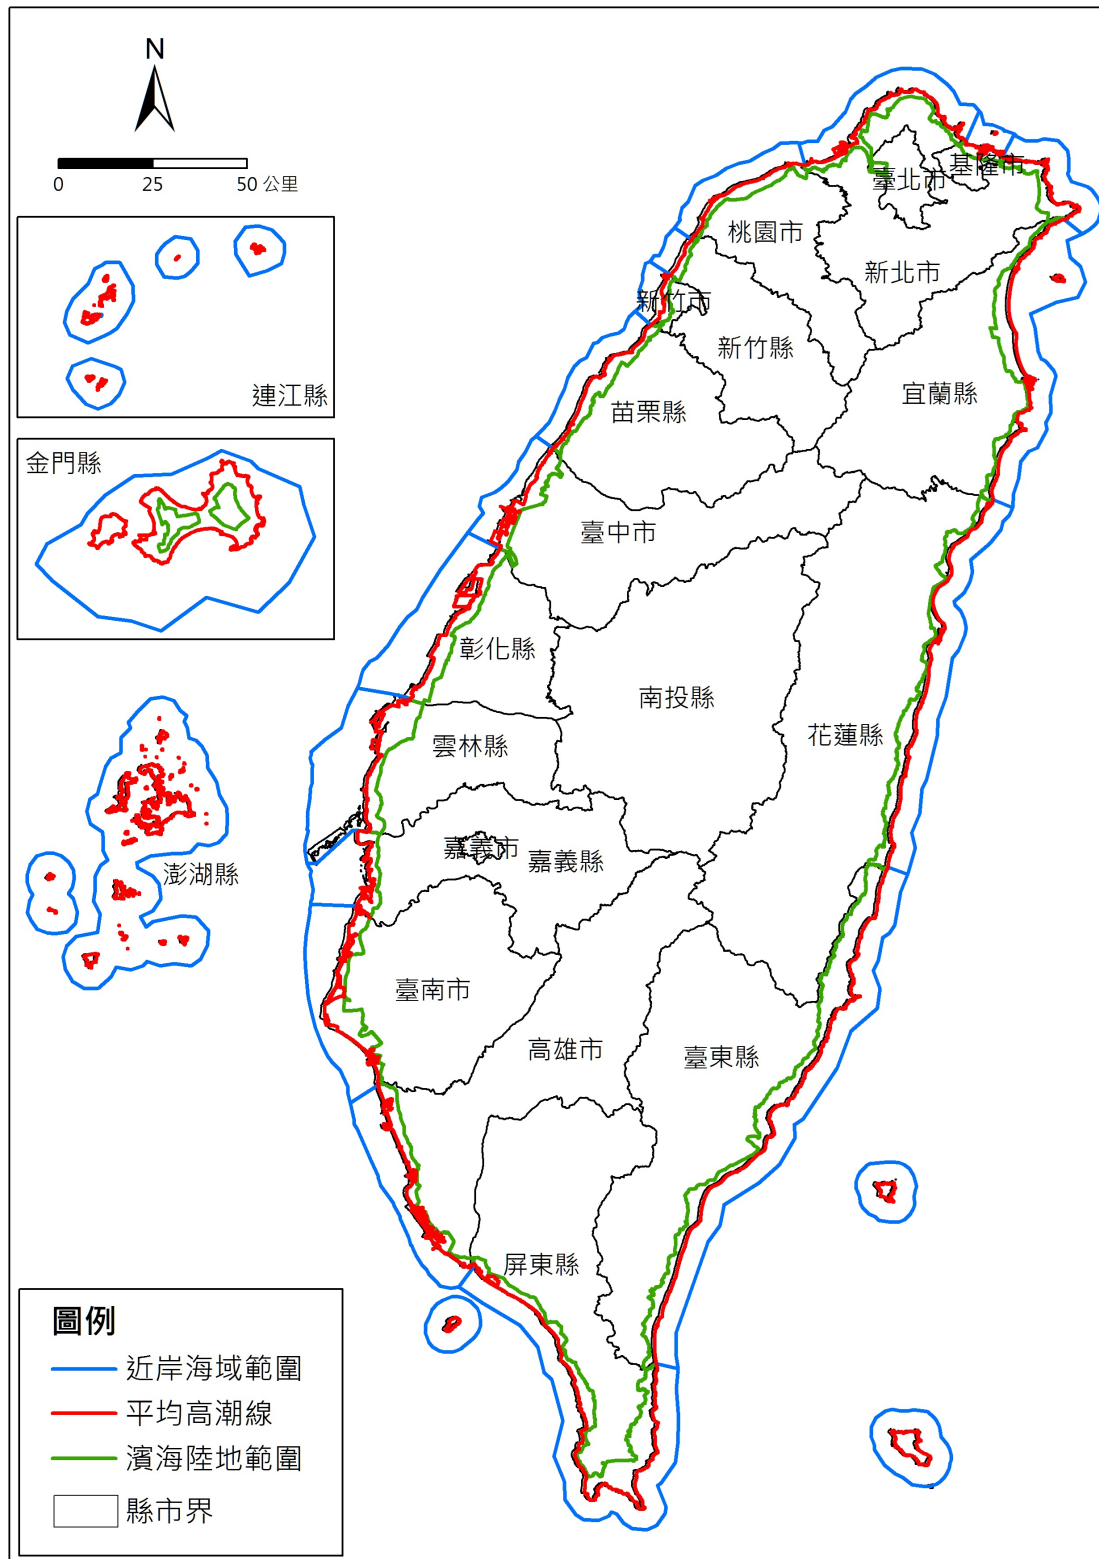 N
0 25 50 公里
基隆市
臺北市
桃園市
新北市
新竹市
新竹縣
連江縣
宜蘭縣
苗栗縣
金門縣
臺中市
彰化縣
南投縣
花蓮縣
雲林縣
嘉義市
嘉義縣
澎湖縣
臺南市
高雄市
臺東縣
屏東縣
圖例
近岸海域範圍
平均高潮線
濱海陸地範圍
縣市界